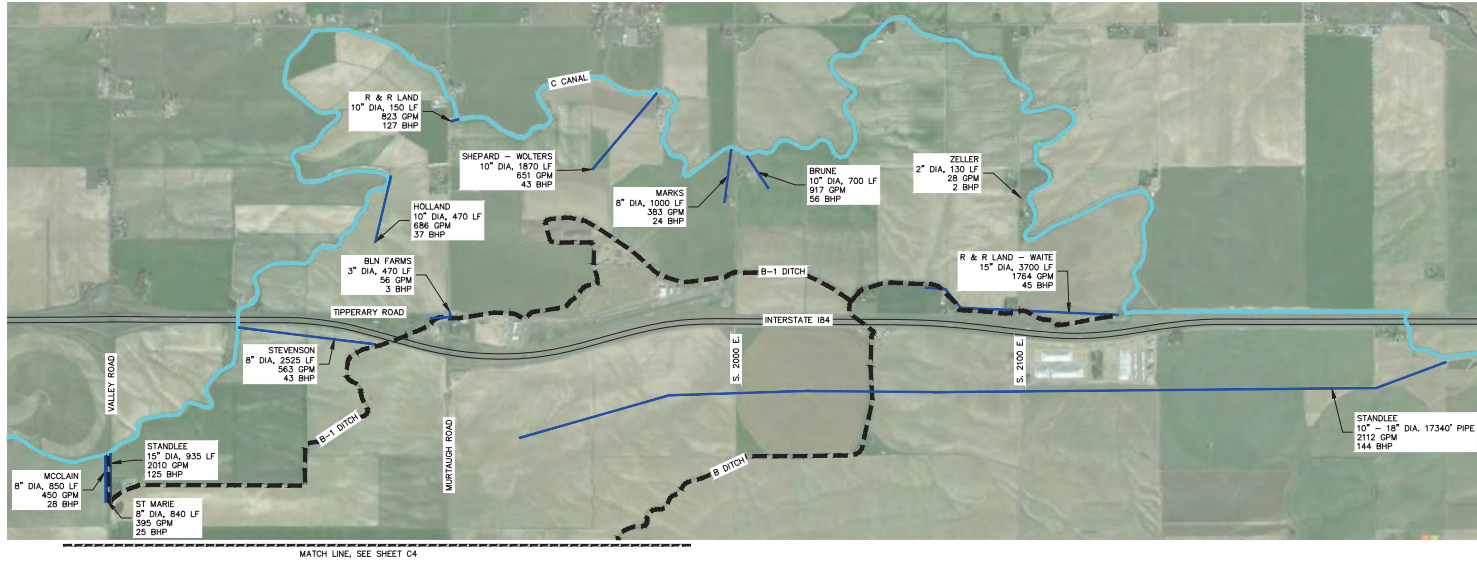 C CANAL
R & R LAND
10" DIA, 150 LF
823 GPM
127 BHP
SHEPARD - WOLTERS
10" DIA, 1870 LF
651 GPM
43 BHP
MARKS
8" DIA, 1000 LF
383 GPM
24 BHP
BRUNE
10" DIA, 700 LF
917 GPM
56 BHP
ZELLER
2" DIA, 130 LF
28 GPM
2 BHP
HOLLAND
10" DIA, 470 LF
686 GPM
37 BHP
BLN FARMS
3" DIA, 470 LF
56 GPM
3 BHP
B-1 DITCH
R & R LAND - WAITE
15" DIA, 3700 LF
1764 GPM
45 BHP
TIPPERARY ROAD
INTERSTATE I84
STEVENSON
8" DIA, 2525 LF
563 GPM
43 BHP
VALLEY ROAD
S. 2000 E.
S. 2100 E.
MURTAUGH ROAD
B-1 DITCH
B DITCH
STANDLEE
10" - 18" DIA. 17340' PIPE
2112 GPM
144 BHP
STANDLEE
15" DIA, 935 LF
2010 GPM
125 BHP
MCCLAIN
8" DIA, 850 LF
450 GPM
28 BHP
ST MARIE
8" DIA, 840 LF
395 GPM
25 BHP
MATCH LINE, SEE SHEET C4